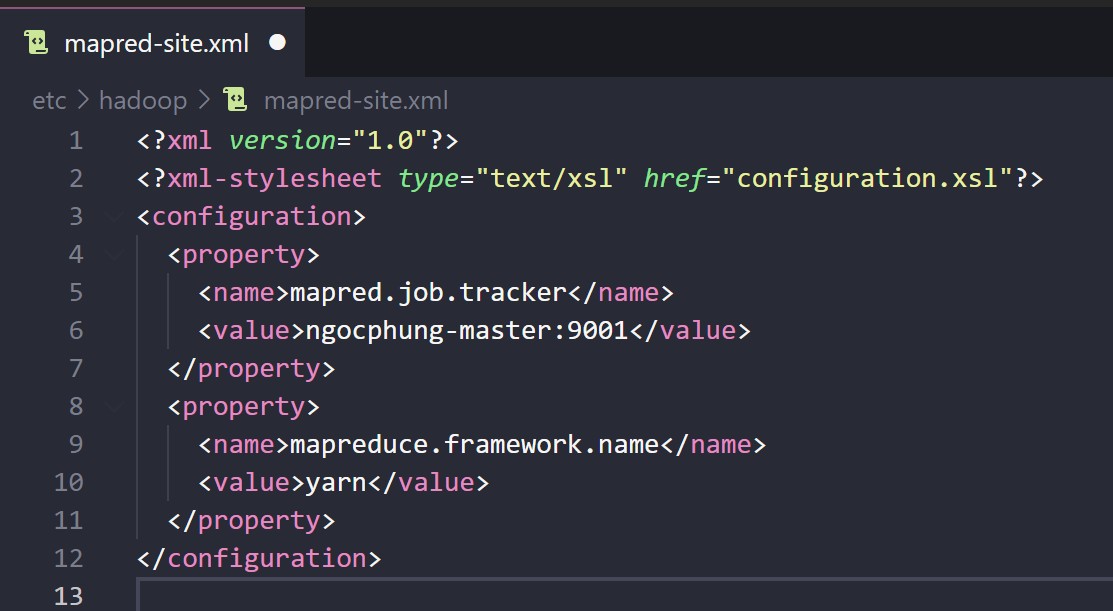 mapred-site.xml
etc > hadoop > mapred-site.xml
1 <?xml version="1.0"?>
2 <?xml-stylesheet type="text/xsl" href="configuration.xsl"?>
3 <configuration>
4   <property>
5     <name>mapred.job.tracker</name>
6     <value>ngocphung-master:9001</value>
7   </property>
8   <property>
9     <name>mapreduce.framework.name</name>
10     <value>yarn</value>
11   </property>
12 </configuration>
13